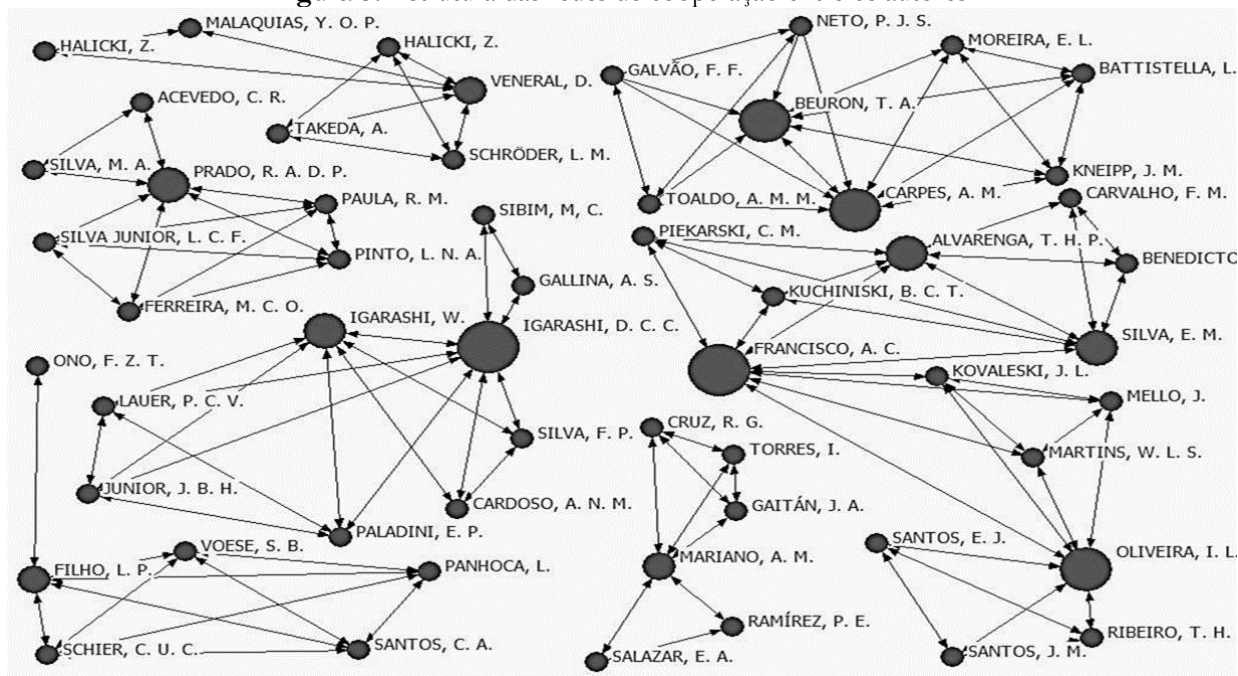 MALAQUIAS, Y. O. P.
HALICKI, Z.
HALICKI, Z.
VENERAL, D.
TAKEDA, A.
SCHRÖDER, L. M.
ACEVEDO, C. R.
SILVA, M. A.
PRADO, R. A. D. P.
PAULA, R. M.
SILVA JUNIOR, L. C. F.
PINTO, L. N. A.
FERREIRA, M. C. O.
SIBIM, M, C.
GALLINA, A. S.
IGARASHI, W.
IGARASHI, D. C. C.
ONO, F. Z. T.
LAUER, P. C. V.
SILVA, F. P.
JUNIOR, J. B. H.
CARDOSO, A. N. M.
PALADINI, E. P.
VOESE, S. B.
FILHO, L. P.
PANHOCA, L.
SCHIER, C. U. C.
SANTOS, C. A.
NETO, P. J. S.
MOREIRA, E. L.
GALVÃO, F. F.
BATTISTELLA, L.
BEURON, T. A.
KNEIPP, J. M.
TOALDO, A. M. M.
CARPES, A. M.
CARVALHO, F. M.
PIEKARSKI, C. M.
ALVARENGA, T. H. P.
BENEDICTO
KUCHINISKI, B. C. T.
SILVA, E. M.
FRANCISCO, A. C.
KOVALESKI, J. L.
MELLO, J.
CRUZ, R. G.
TORRES, I.
MARTINS, W. L. S.
GAITÁN, J. A.
SANTOS, E. J.
MARIANO, A. M.
OLIVEIRA, I. L.
RAMÍREZ, P. E.
RIBEIRO, T. H.
SALAZAR, E. A.
SANTOS, J. M.